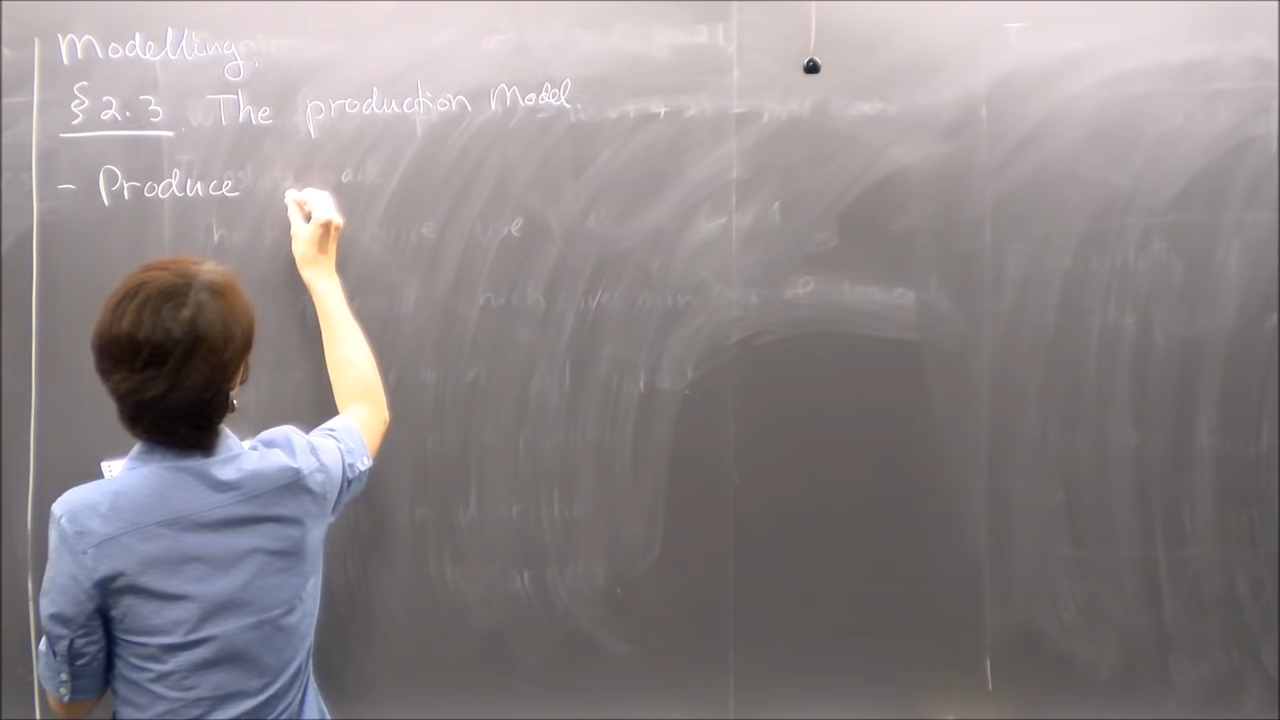 Modelling.
§ 2.3. The production Model.
- Produce